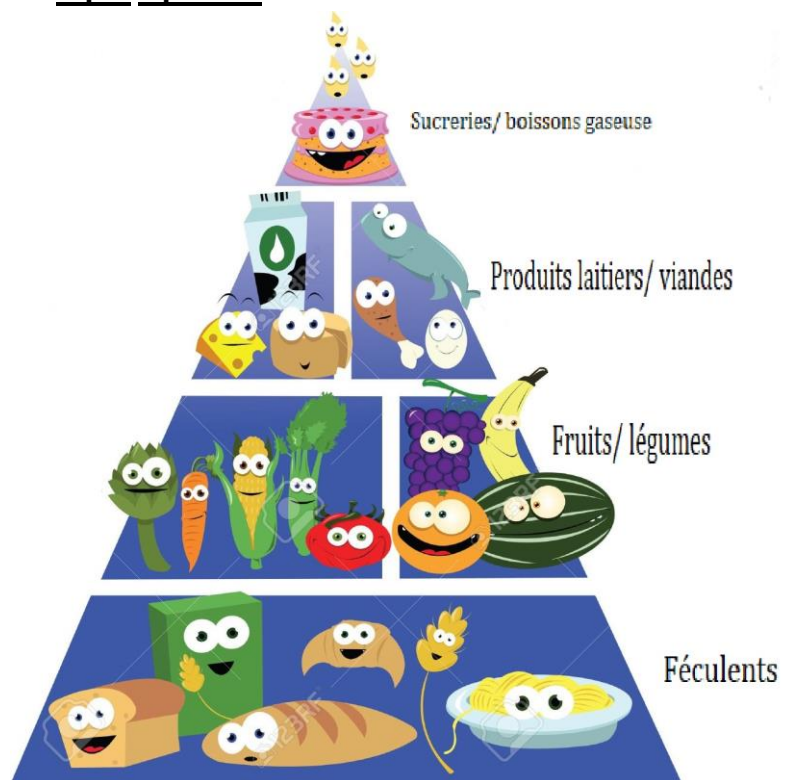 Sucreries/ boissons gaseuse
Produits laitiers/ viandes
Fruits/ légumes
Féculents